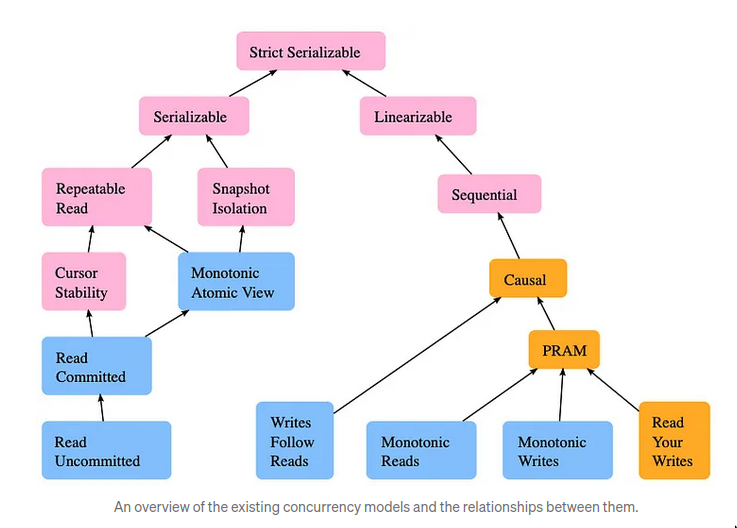 Strict Serializable
Serializable
Linearizable
Repeatable
Read
Snapshot
Isolation
Sequential
Cursor
Stability
Monotonic
Atomic View
Causal
Read
Committed
PRAM
Read
Uncommitted
Writes
Follow
Reads
Monotonic
Reads
Monotonic
Writes
Read
Your
Writes
An overview of the existing concurrency models and the relationships between them.